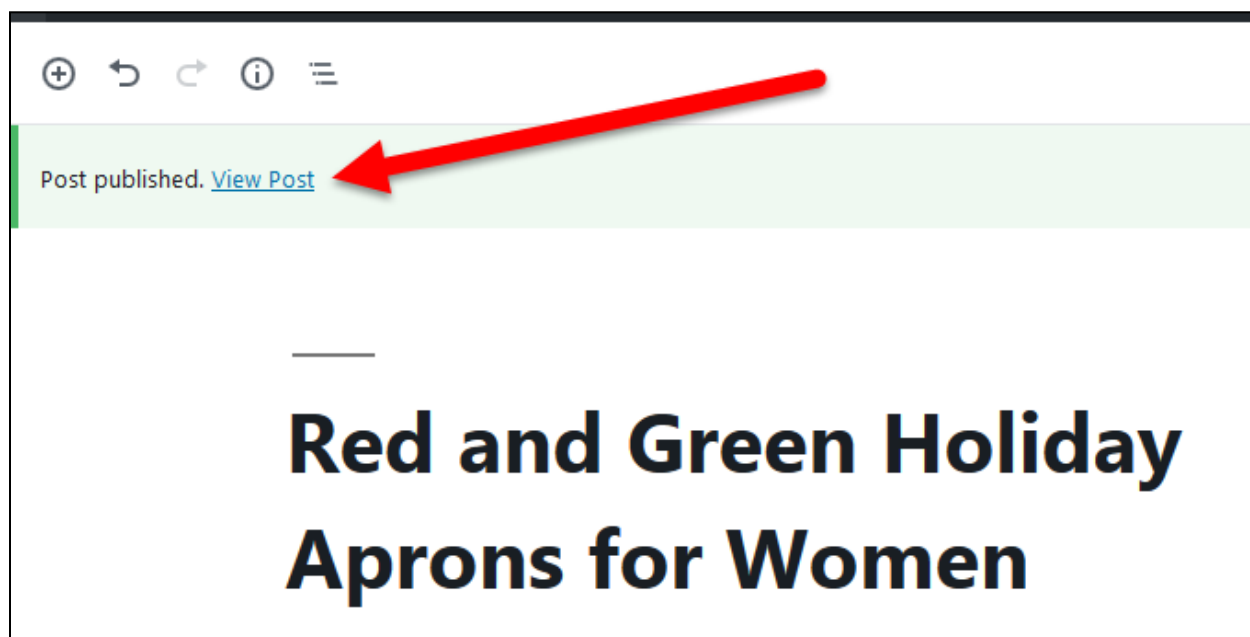 Post published. View Post
Red and Green Holiday
Aprons for Women